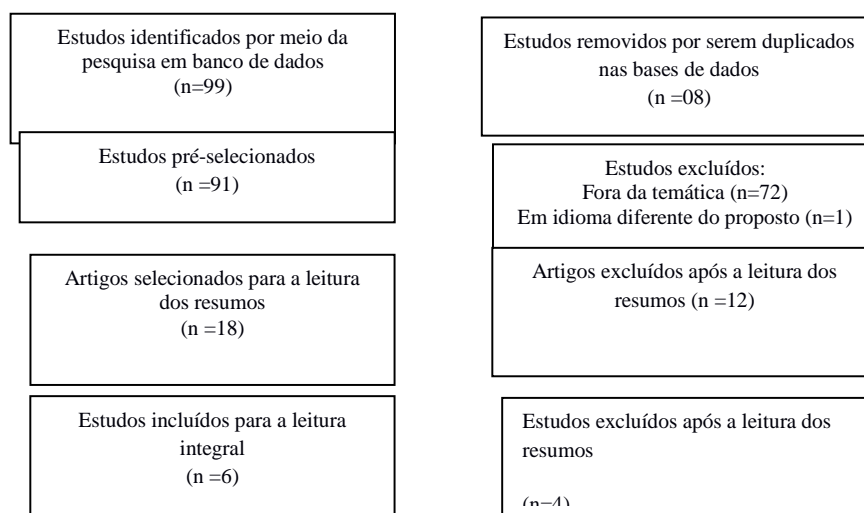 Estudos identificados por meio da
pesquisa em banco de dados
(n=99)
Estudos removidos por serem duplicados
nas bases de dados
(n =08)
Estudos pré-selecionados
(n =91)
Estudos excluídos:
Fora da temática (n=72)
Em idioma diferente do proposto (n=1)
Artigos selecionados para a leitura
dos resumos
(n =18)
Artigos excluídos após a leitura dos
resumos (n =12)
Estudos incluídos para a leitura
integral
(n =6)
Estudos excluídos após a leitura dos
resumos
(n=4)